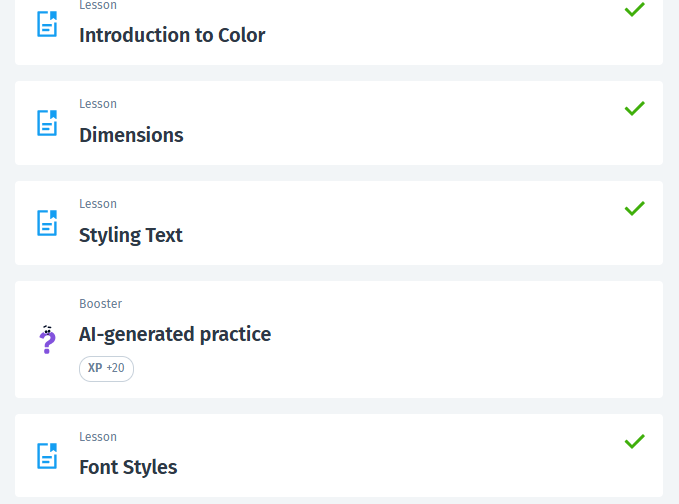 Lesson
Introduction to Color
Lesson
Dimensions
Lesson
Styling Text
Booster
AI-generated practice
XP +20
Lesson
Font Styles